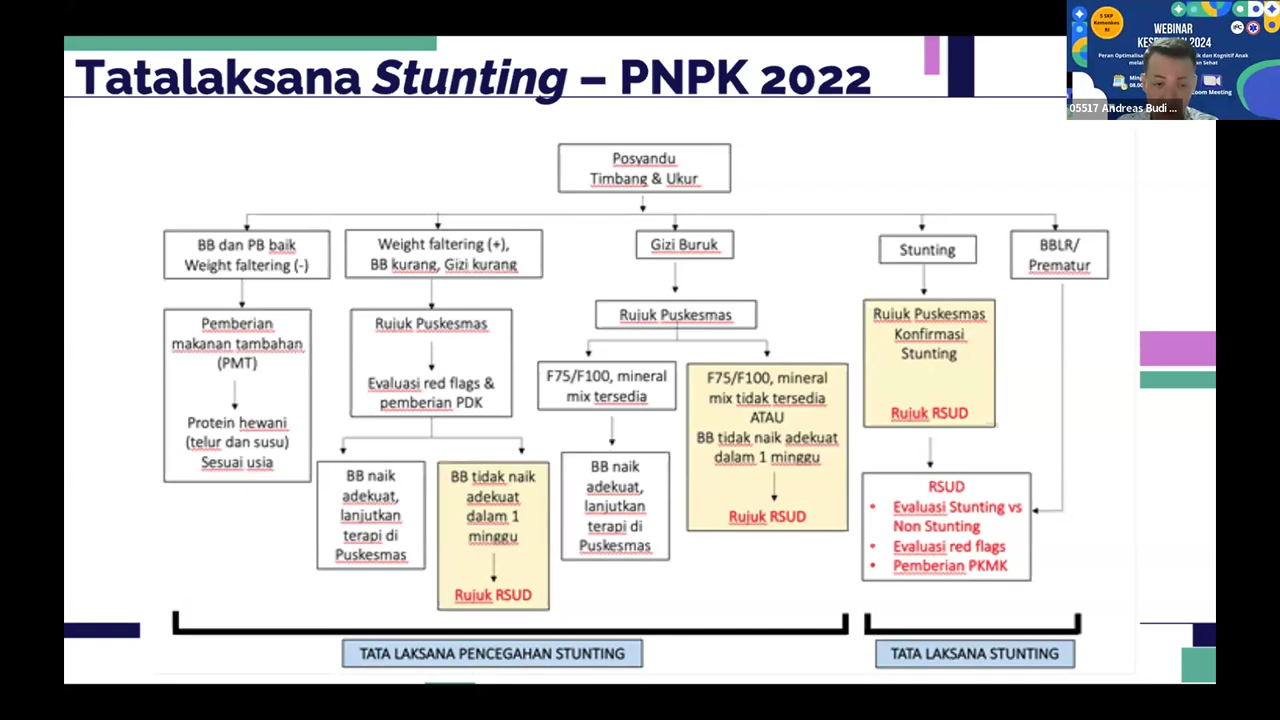 Tatalaksana Stunting – PNPK 2022
5 SKP
Kemenkes
RI
WEBINAR
2024
05517 Andreas Budi ...
Posyandu
Timbang & Ukur
BB dan PB baik
Weight faltering (-)
Weight faltering (+),
BB kurang, Gizi kurang
Gizi Buruk
Stunting
BBLR/
Prematur
Pemberian
makanan tambahan
(PMT)
Protein hewani
(telur dan susu)
Sesuai usia
Rujuk Puskesmas
Evaluasi red flags &
pemberian PDK
BB naik
adekuat,
lanjutkan
terapi di
Puskesmas
BB tidak naik
adekuat
dalam 1
minggu
Rujuk RSUD
Rujuk Puskesmas
F75/F100, mineral
mix tersedia
BB naik
adekuat,
lanjutkan
terapi di
Puskesmas
F75/F100, mineral
mix tidak tersedia
ATAU
BB tidak naik adekuat
dalam 1 minggu
Rujuk RSUD
Rujuk Puskesmas
Konfirmasi
Stunting
Rujuk RSUD
RSUD
• Evaluasi Stunting vs
Non Stunting
• Evaluasi red flags
• Pemberian PKMK
TATA LAKSANA PENCEGAHAN STUNTING
TATA LAKSANA STUNTING